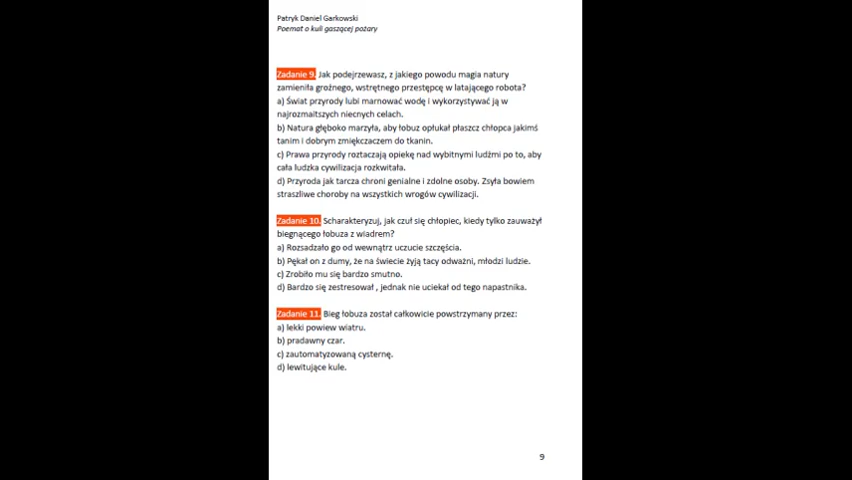 Patryk Daniel Garkowski
Poemat o kuli gaszącej pożary
Zadanie 9. Jak podejrzewasz, z jakiego powodu magia natury
zamieniła groźnego, wstrętnego przestępcę w latającego robota?
a) Świat przyrody lubi marnować wodę i wykorzystywać ją w
najrozmaitszych niecnych celach.
b) Natura głęboko marzyła, aby łobuz opłukał płaszcz chłopca jakimś
tanim i dobrym zmiękczaczem do tkanin.
c) Prawa przyrody roztaczają opiekę nad wybitnymi ludźmi po to, aby
cała ludzka cywilizacja rozkwitała.
d) Przyroda jak tarcza chroni genialne i zdolne osoby. Zsyła bowiem
straszliwe choroby na wszystkich wrogów cywilizacji.
Zadanie 10. Scharakteryzuj, jak czuł się chłopiec, kiedy tylko zauważył
biegnącego łobuza z wiadrem?
a) Rozsadzało go od wewnątrz uczucie szczęścia.
b) Pękał on z dumy, że na świecie żyją tacy odważni, młodzi ludzie.
c) Zrobiło mu się bardzo smutno.
d) Bardzo się zestresował , jednak nie uciekał od tego napastnika.
Zadanie 11. Bieg łobuza został całkowicie powstrzymany przez:
a) lekki powiew wiatru.
b) pradawny czar.
c) zautomatyzowaną cysternę.
d) lewitujące kule.
9